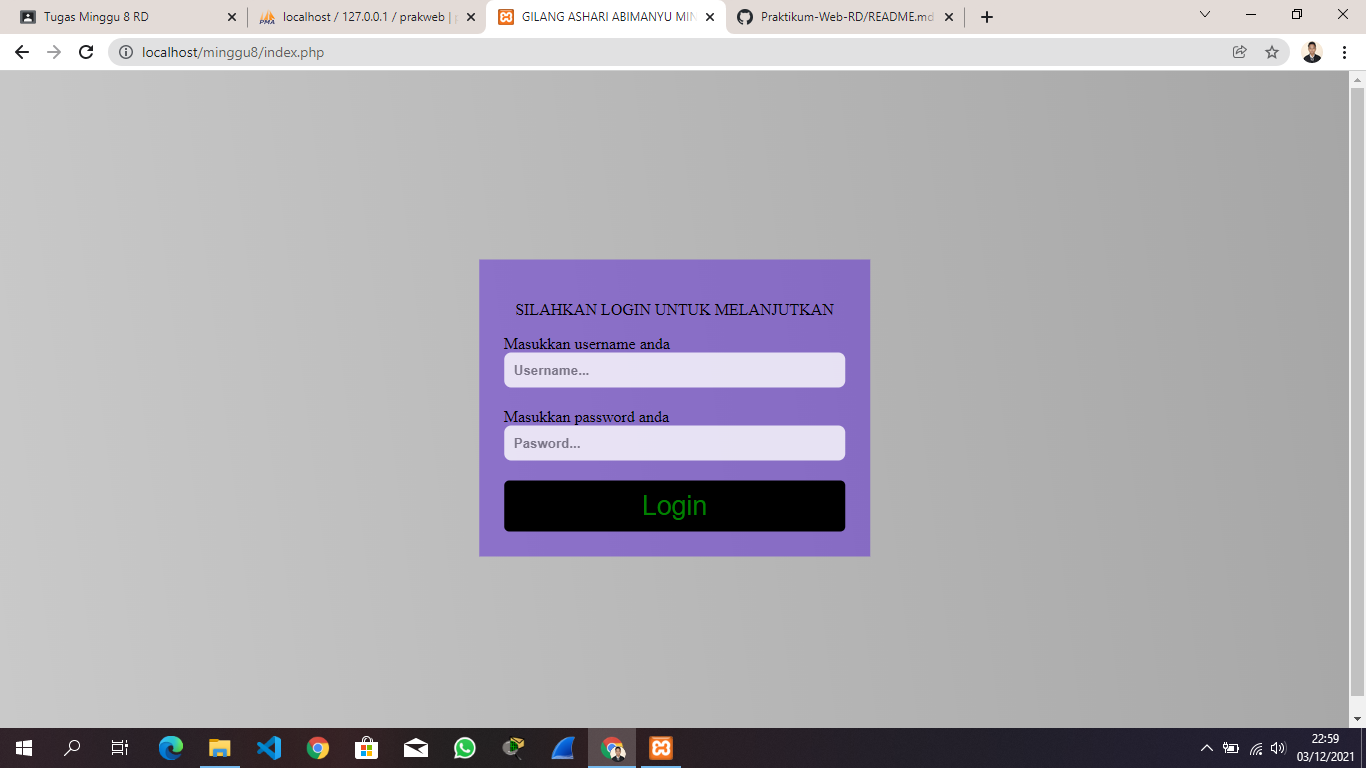 Tugas Minggu 8 RD
localhost / 127.0.0.1 / prakweb |
GILANG ASHARI ABIMANYU MIN
Praktikum-Web-RD/README.md
localhost/minggu8/index.php
SILAHKAN LOGIN UNTUK MELANJUTKAN
Masukkan username anda
Username...
Masukkan password anda
Pasword...
Login
22:59
03/12/2021